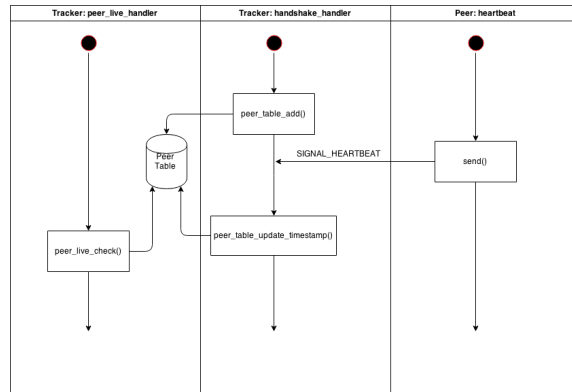 Tracker: peer_live_handler
Tracker: handshake_handler
Peer: heartbeat
peer_table_add()
Peer
Table
SIGNAL_HEARTBEAT
send()
peer_table_update_timestamp()
peer_live_check()